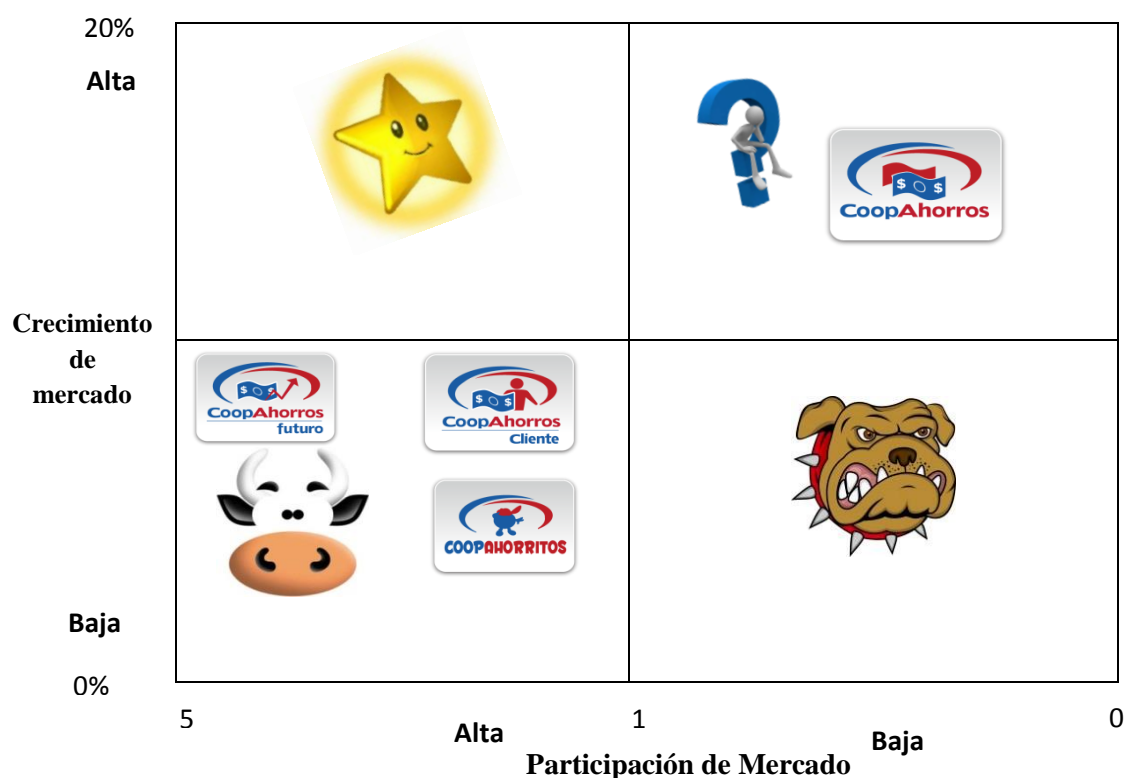 20%
Alta
$ $
CoopAhorros
Crecimiento
de
mercado
$ $
CoopAhorros
futuro
$ $
CoopAhorros
Cliente
COOPAHORRITOS
Baja
0%
5
Alta
1
Baja
0
Participación de Mercado